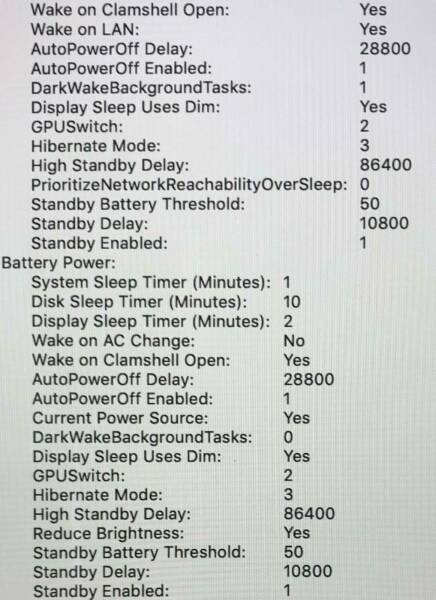 Wake on Clamshell Open: Yes
Wake on LAN: Yes
AutoPowerOff Delay: 28800
AutoPowerOff Enabled: 1
DarkWakeBackgroundTasks: 1
Display Sleep Uses Dim: Yes
GPUSwitch: 2
Hibernate Mode: 3
High Standby Delay: 86400
PrioritizeNetworkReachabilityOverSleep: 0
Standby Battery Threshold: 50
Standby Delay: 10800
Standby Enabled: 1
Battery Power:
System Sleep Timer (Minutes): 1
Disk Sleep Timer (Minutes): 10
Display Sleep Timer (Minutes): 2
Wake on AC Change: No
Wake on Clamshell Open: Yes
AutoPowerOff Delay: 28800
AutoPowerOff Enabled: 1
Current Power Source: Yes
DarkWakeBackgroundTasks: 0
Display Sleep Uses Dim: Yes
GPUSwitch: 2
Hibernate Mode: 3
High Standby Delay: 86400
Reduce Brightness: Yes
Standby Battery Threshold: 50
Standby Delay: 10800
Standby Enabled: 1